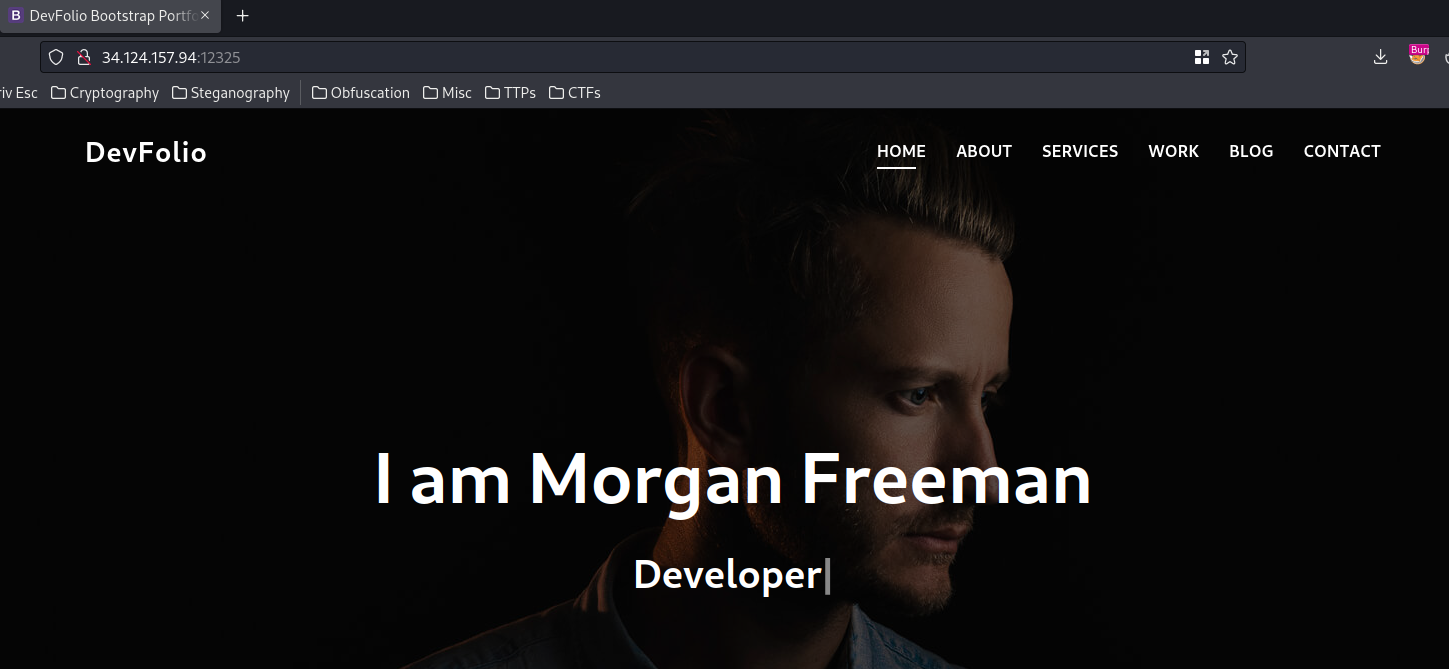 B DevFolio Bootstrap Portfo
34.124.157.94:12325
Burp
riv Esc Cryptography Steganography Obfuscation Misc TTPs CTFs
DevFolio HOME ABOUT SERVICES WORK BLOG CONTACT
I am Morgan Freeman
Developer|